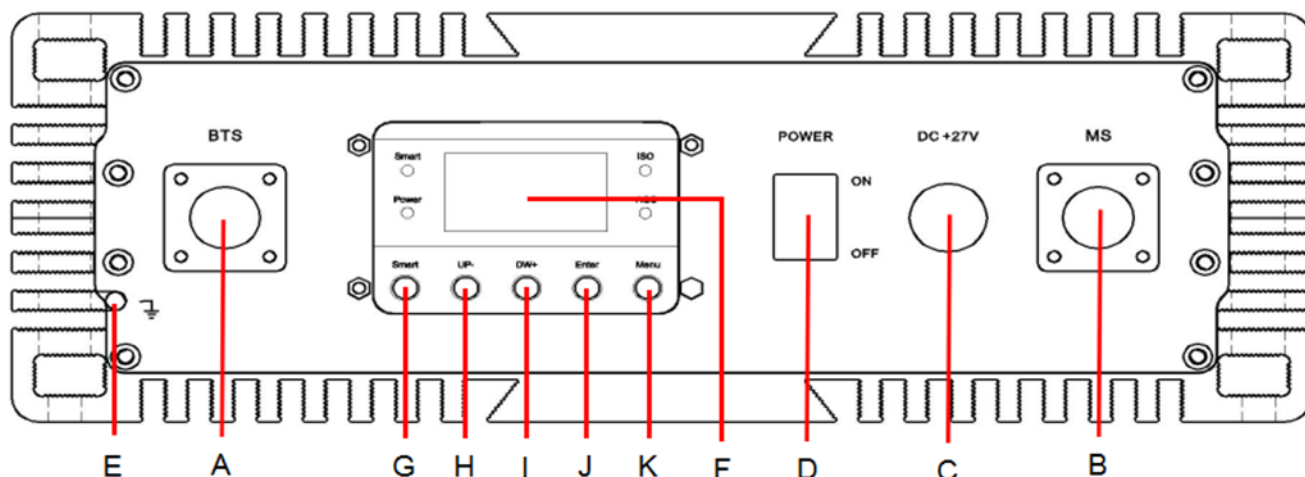 BTS
Smart
ISO
Power
Smart
UP-
DW+
Enter
Menu
POWER
ON
OFF
DC +27V
MS
E
A
G
H
I
J
K
F
D
C
B